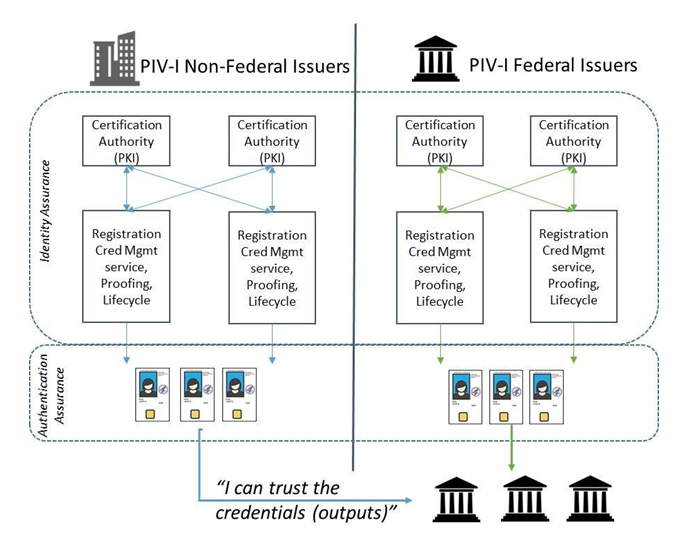 PIV-I Non-Federal Issuers
PIV-I Federal Issuers
Identity Assurance
Certification
Authority
(PKI)
Certification
Authority
(PKI)
Certification
Authority
(PKI)
Certification
Authority
(PKI)
Registration
Cred Mgmt
service,
Proofing,
Lifecycle
Registration
Cred Mgmt
service,
Proofing,
Lifecycle
Registration
Cred Mgmt
service,
Proofing,
Lifecycle
Registration
Cred Mgmt
service,
Proofing,
Lifecycle
Authentication
Assurance
“I can trust the
credentials (outputs)”